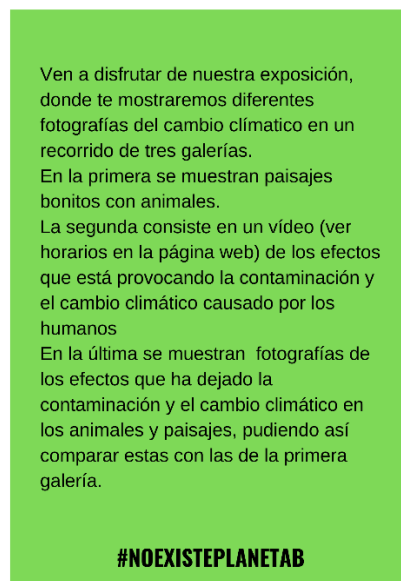 Ven a disfrutar de nuestra exposición,
donde te mostraremos diferentes
fotografías del cambio clímatico en un
recorrido de tres galerías.
En la primera se muestran paisajes
bonitos con animales.
La segunda consiste en un vídeo (ver
horarios en la página web) de los efectos
que está provocando la contaminación y
el cambio climático causado por los
humanos
En la última se muestran  fotografías de
los efectos que ha dejado la
contaminación y el cambio climático en
los animales y paisajes, pudiendo así
comparar estas con las de la primera
galería.
#NOEXISTEPLANETAB